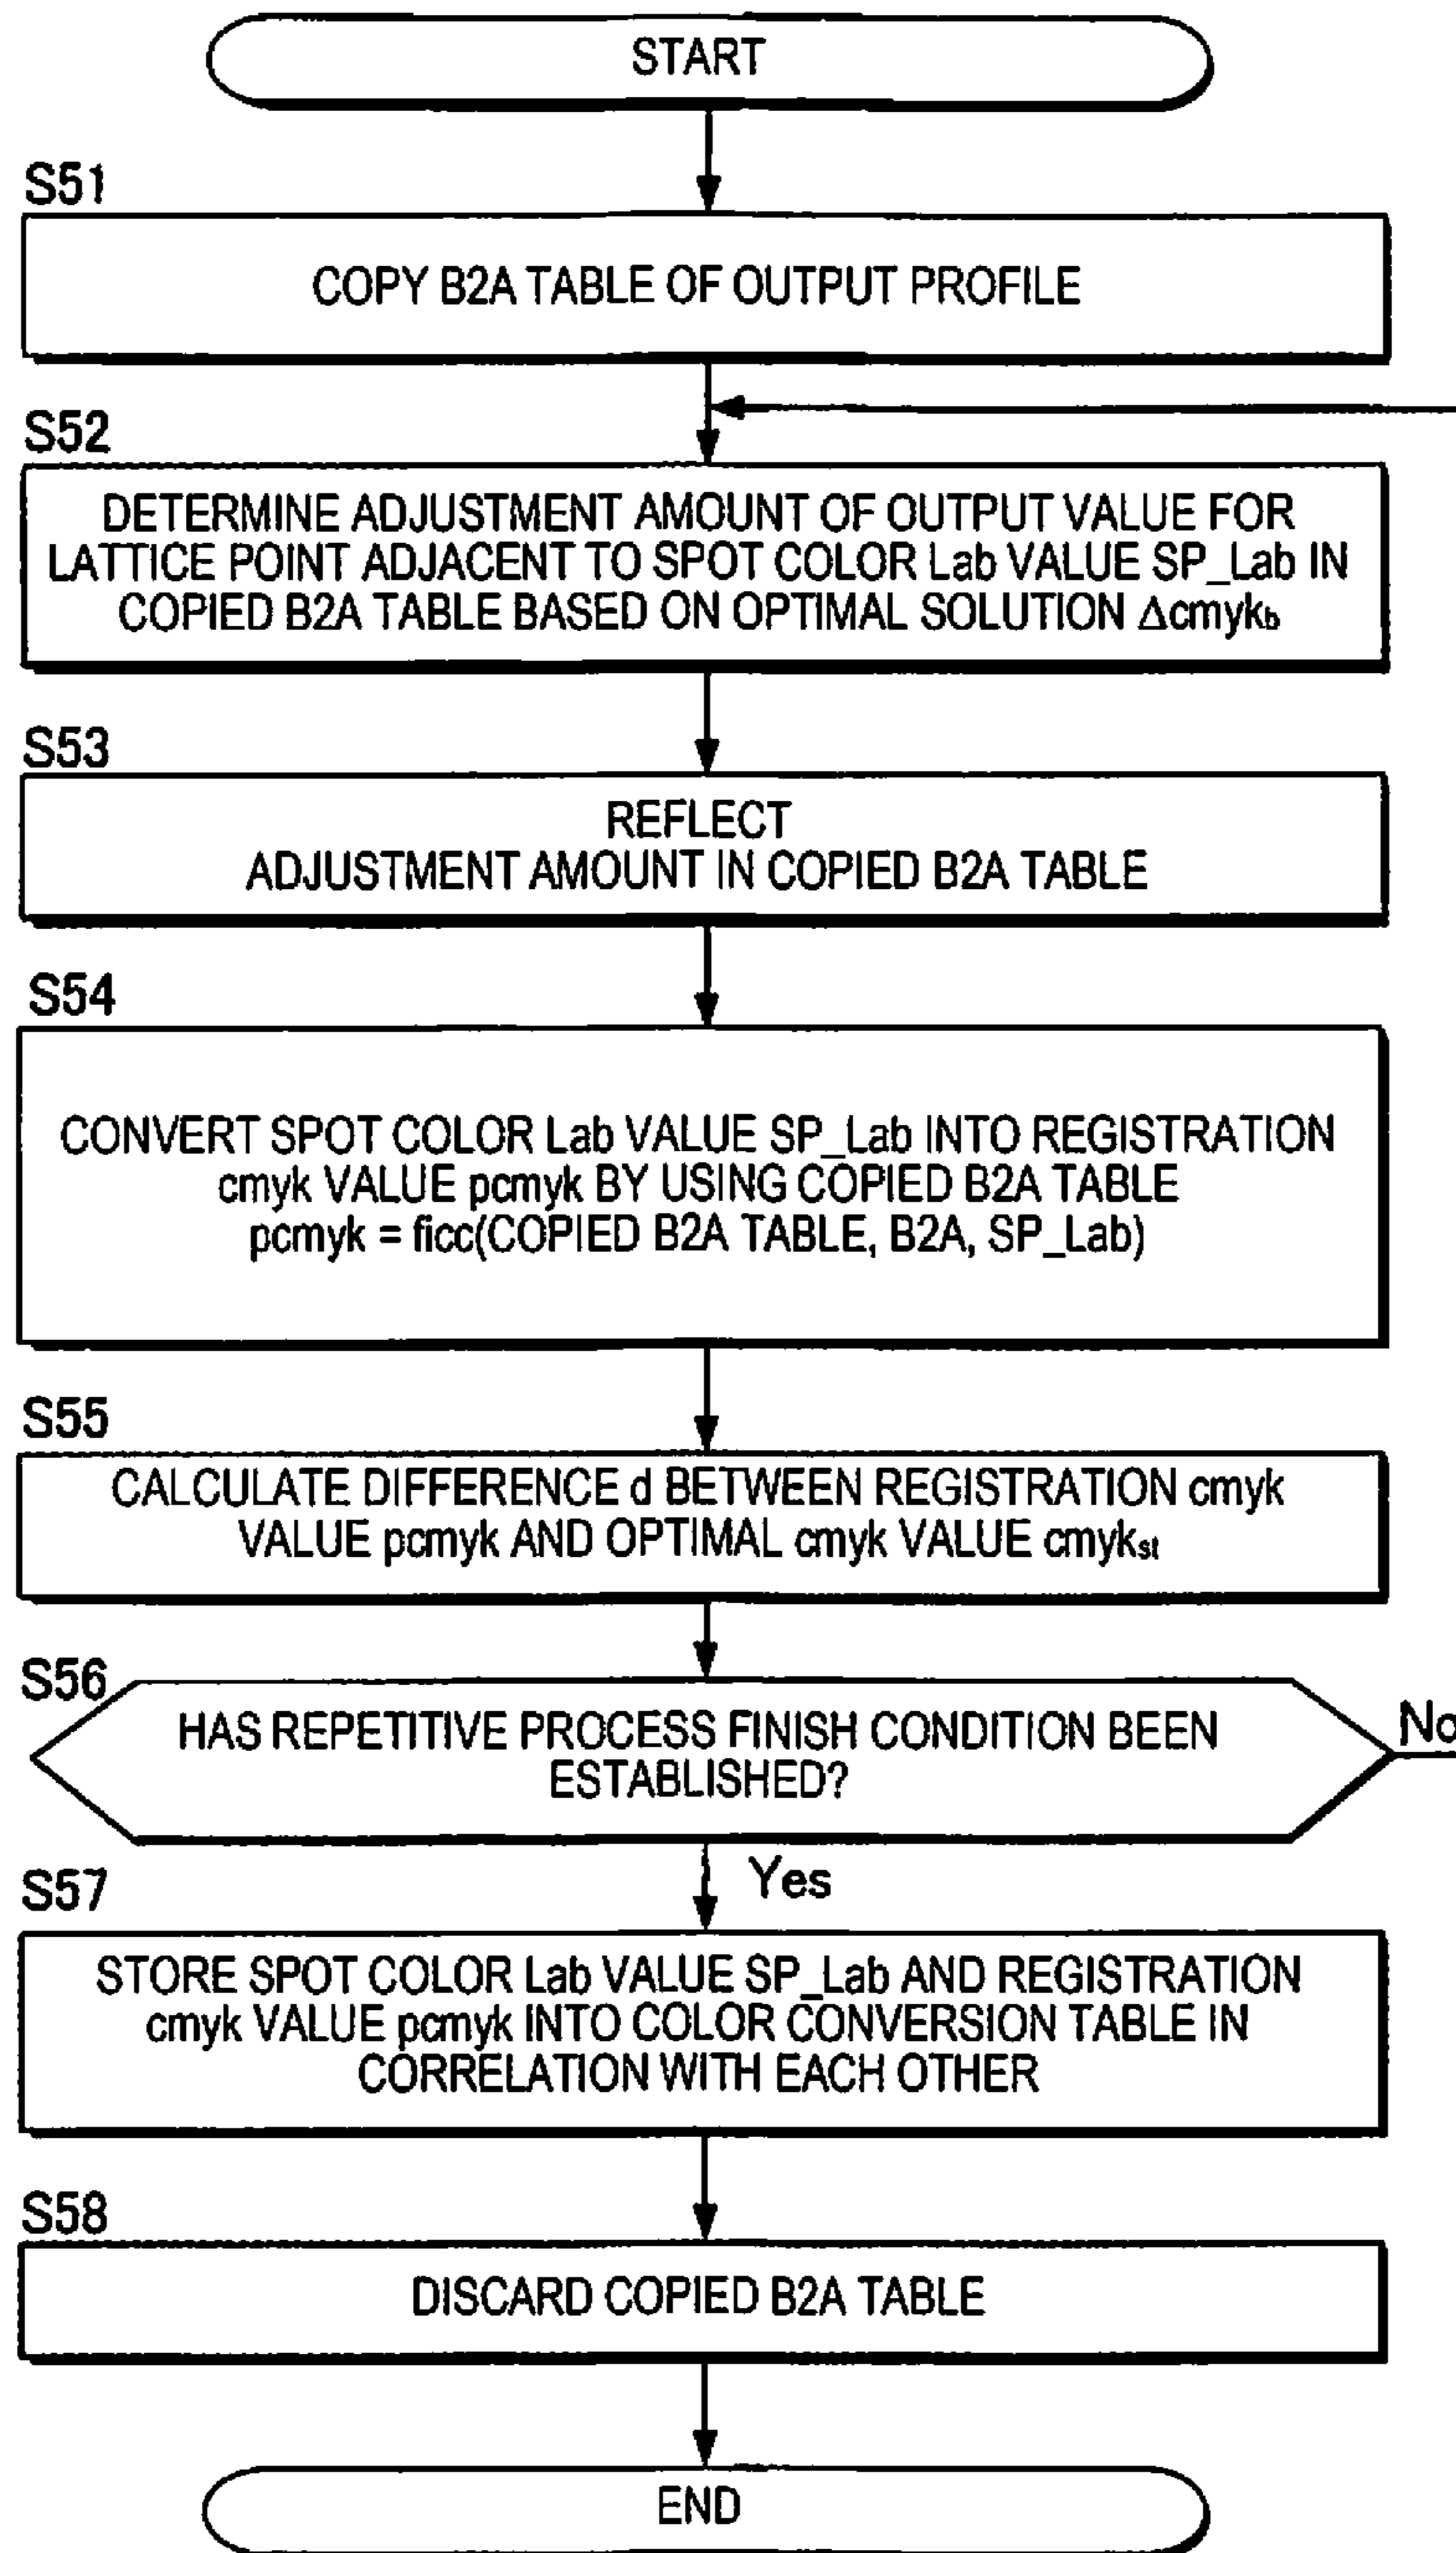 START
S51
COPY B2A TABLE OF OUTPUT PROFILE
S52
DETERMINE ADJUSTMENT AMOUNT OF OUTPUT VALUE FOR
LATTICE POINT ADJACENT TO SPOT COLOR Lab VALUE SP_Lab IN
COPIED B2A TABLE BASED ON OPTIMAL SOLUTION Δcmykb
S53
REFLECT
ADJUSTMENT AMOUNT IN COPIED B2A TABLE
S54
CONVERT SPOT COLOR Lab VALUE SP_Lab INTO REGISTRATION
cmyk VALUE pcmyk BY USING COPIED B2A TABLE
pcmyk = ficc(COPIED B2A TABLE, B2A, SP_Lab)
S55
CALCULATE DIFFERENCE d BETWEEN REGISTRATION cmyk
VALUE pcmyk AND OPTIMAL cmyk VALUE cmykst
S56
HAS REPETITIVE PROCESS FINISH CONDITION BEEN
ESTABLISHED?
No
Yes
S57
STORE SPOT COLOR Lab VALUE SP_Lab AND REGISTRATION
cmyk VALUE pcmyk INTO COLOR CONVERSION TABLE IN
CORRELATION WITH EACH OTHER
S58
DISCARD COPIED B2A TABLE
END